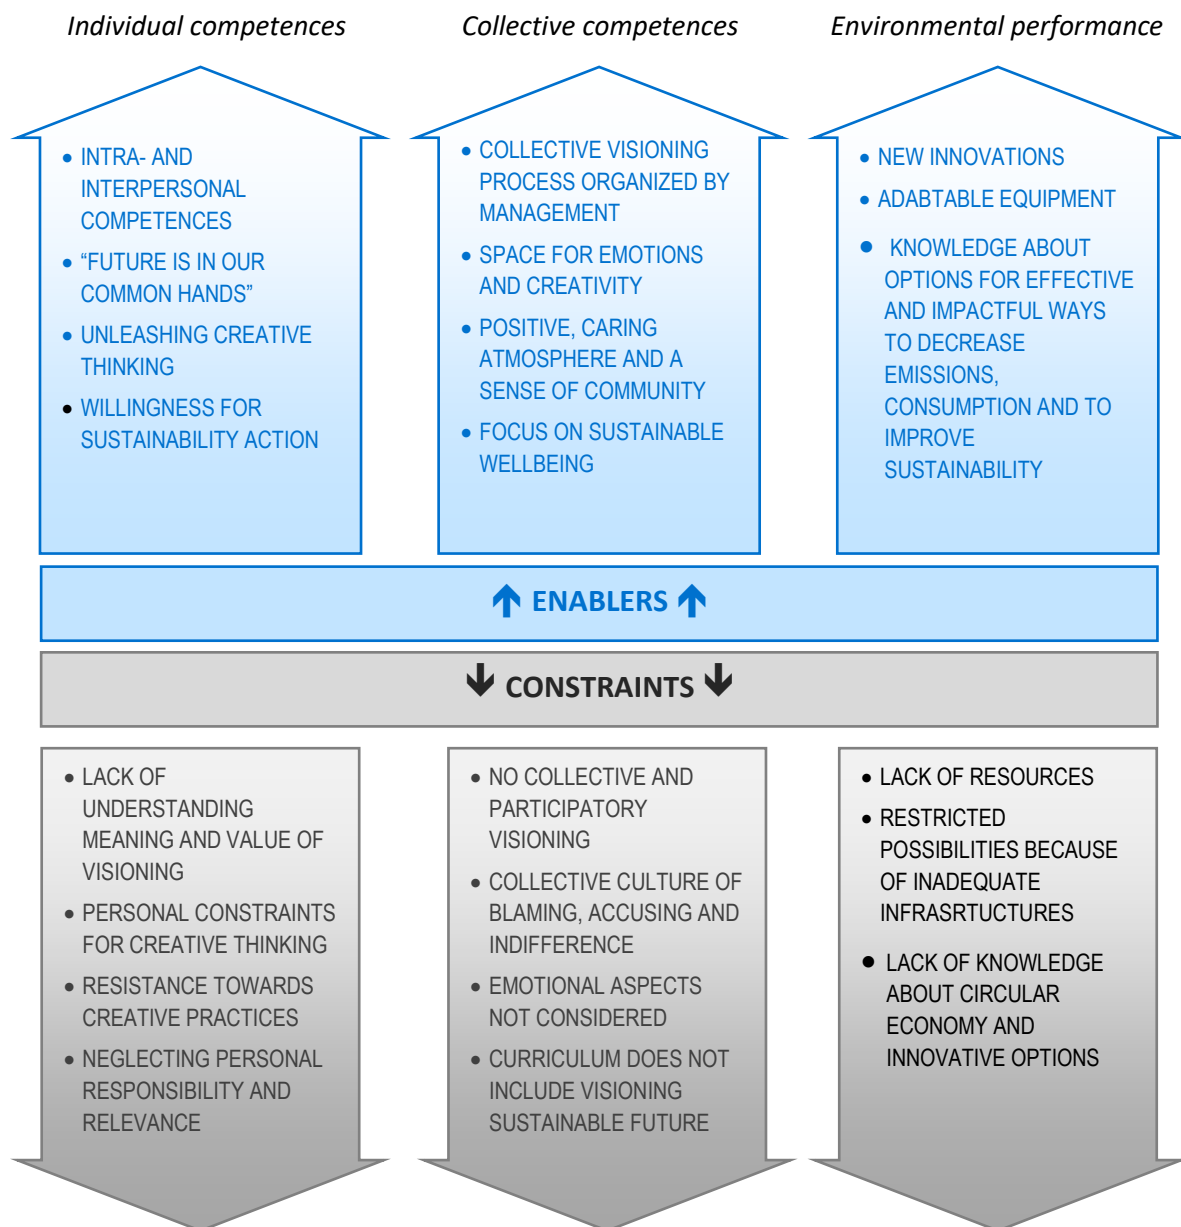 Individual competences
Collective competences
Environmental performance
• INTRA- AND
INTERPERSONAL
COMPETENCES
• “FUTURE IS IN OUR
COMMON HANDS”
• UNLEASHING CREATIVE
THINKING
• WILLINGNESS FOR
SUSTAINABILITY ACTION
• COLLECTIVE VISIONING
PROCESS ORGANIZED BY
MANAGEMENT
• SPACE FOR EMOTIONS
AND CREATIVITY
• POSITIVE, CARING
ATMOSPHERE AND A
SENSE OF COMMUNITY
• FOCUS ON SUSTAINABLE
WELLBEING
• NEW INNOVATIONS
• ADABTABLE EQUIPMENT
• KNOWLEDGE ABOUT
OPTIONS FOR EFFECTIVE
AND IMPACTFUL WAYS
TO DECREASE
EMISSIONS,
CONSUMPTION AND TO
IMPROVE
SUSTAINABILITY
↑ ENABLERS ↑
↓ CONSTRAINTS ↓
• LACK OF
UNDERSTANDING
MEANING AND VALUE OF
VISIONING
• PERSONAL CONSTRAINTS
FOR CREATIVE THINKING
• RESISTANCE TOWARDS
CREATIVE PRACTICES
• NEGLECTING PERSONAL
RESPONSIBILITY AND
RELEVANCE
• NO COLLECTIVE AND
PARTICIPATORY
VISIONING
• COLLECTIVE CULTURE OF
BLAMING, ACCUSING AND
INDIFFERENCE
• EMOTIONAL ASPECTS
NOT CONSIDERED
• CURRICULUM DOES NOT
INCLUDE VISIONING
SUSTAINABLE FUTURE
• LACK OF RESOURCES
• RESTRICTED
POSSIBILITIES BECAUSE
OF INADEQUATE
INFRASRTUCTURES
• LACK OF KNOWLEDGE
ABOUT CIRCULAR
ECONOMY AND
INNOVATIVE OPTIONS